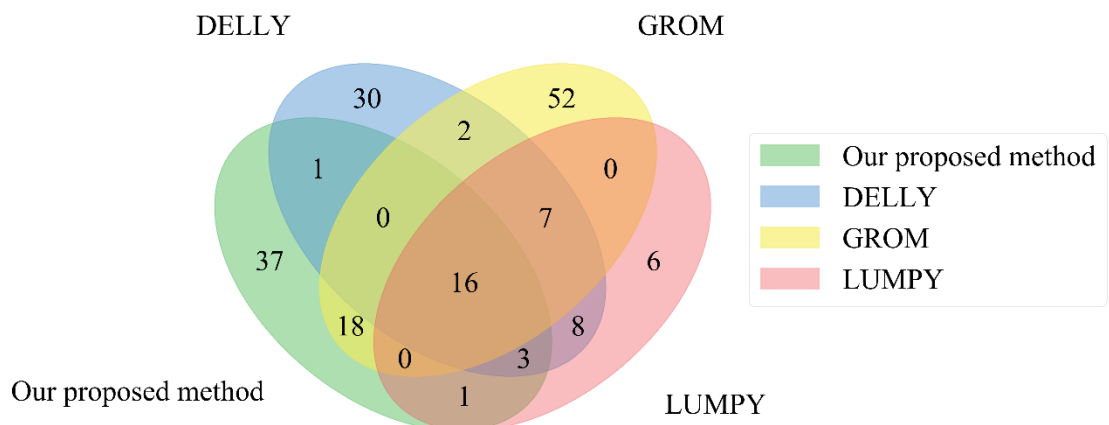 DELLY
GROM
30
52
2
1
0
0
7
37
16
6
18
8
0
3
1
Our proposed method
LUMPY
Our proposed method
DELLY
GROM
LUMPY